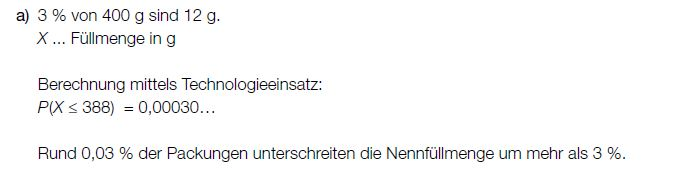 a) 3 % von 400 g sind 12 g.
X ... Füllmenge in g
Berechnung mittels Technologieeinsatz:
P(X ≤ 388) = 0,00030...
Rund 0,03 % der Packungen unterschreiten die Nennfüllmenge um mehr als 3 %.